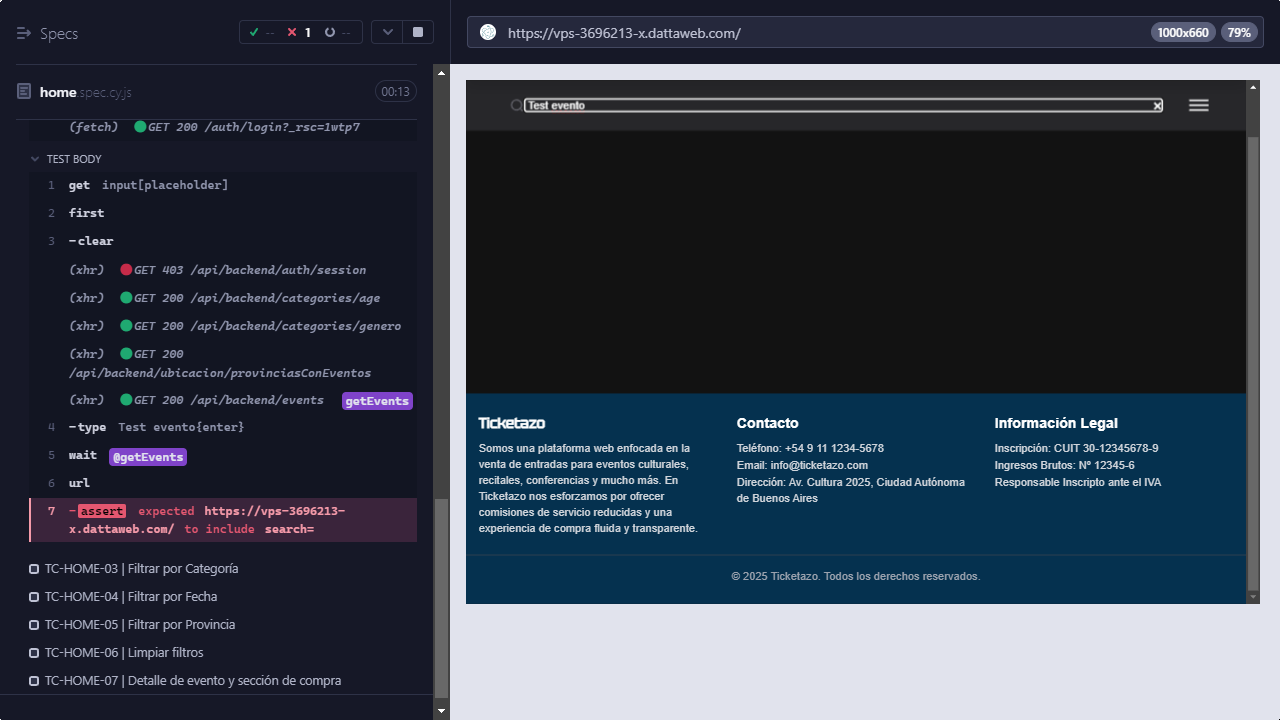 Specs
-- 1 --
home.spec.cy.js
00:13
(fetch) GET 200 /auth/login?_rsc=1wtp7
TEST BODY
1 get input[placeholder]
2 first
3 -clear
(xhr) GET 403 /api/backend/auth/session
(xhr) GET 200 /api/backend/categories/age
(xhr) GET 200 /api/backend/categories/genero
(xhr) GET 200
/api/backend/ubicacion/provinciasConEventos
(xhr) GET 200 /api/backend/events getEvents
4 -type Test evento{enter}
5 wait @getEvents
6 url
7 -assert expected https://vps-3696213-
x.dattaweb.com/ to include search=
TC-HOME-03 | Filtrar por Categoría
TC-HOME-04 | Filtrar por Fecha
TC-HOME-05 | Filtrar por Provincia
TC-HOME-06 | Limpiar filtros
TC-HOME-07 | Detalle de evento y sección de compra
https://vps-3696213-x.dattaweb.com/
1000x660 79%
Test evento
Ticketazo
Somos una plataforma web enfocada en la
venta de entradas para eventos culturales,
recitales, conferencias y mucho más. En
Ticketazo nos esforzamos por ofrecer
comisiones de servicio reducidas y una
experiencia de compra fluida y transparente.
Contacto
Teléfono: +54 9 11 1234-5678
Email: info@ticketazo.com
Dirección: Av. Cultura 2025, Ciudad Autónoma
de Buenos Aires
Información Legal
Inscripción: CUIT 30-12345678-9
Ingresos Brutos: Nº 12345-6
Responsable Inscripto ante el IVA
© 2025 Ticketazo. Todos los derechos reservados.